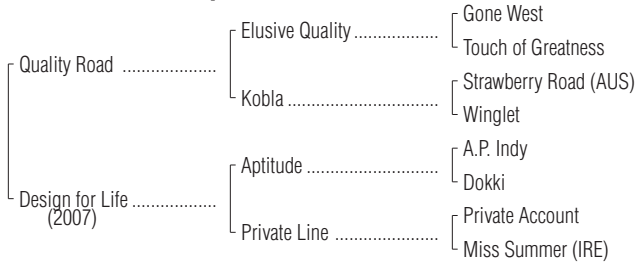 Gone West
Elusive Quality ..................
Touch of Greatness
Quality Road ....................
Strawberry Road (AUS)
Kobla ................................
Winglet
A.P. Indy
Aptitude ............................
Dokki
Design for Life ..................
(2007)
Private Account
Private Line ......................
Miss Summer (IRE)